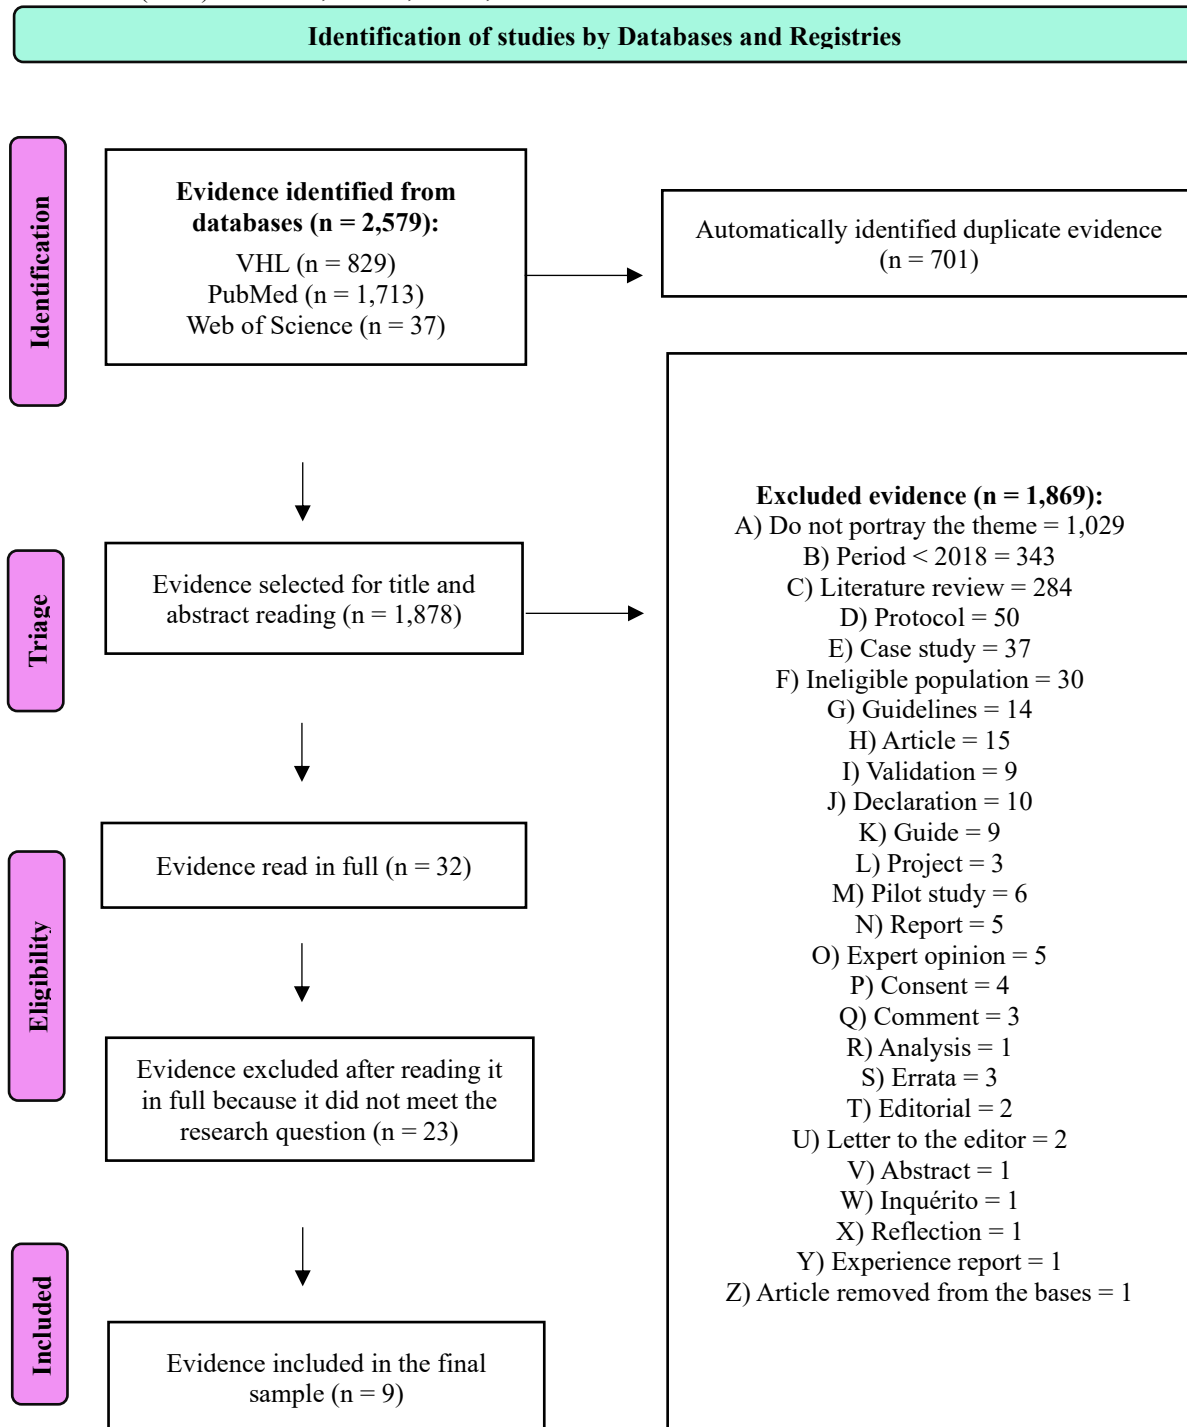 Identification of studies by Databases and Registries
Identification
Evidence identified from
databases (n = 2,579):
VHL (n = 829)
PubMed (n = 1,713)
Web of Science (n = 37)
Automatically identified duplicate evidence
(n = 701)
Triage
Evidence selected for title and
abstract reading (n = 1,878)
Excluded evidence (n = 1,869):
A) Do not portray the theme = 1,029
B) Period < 2018 = 343
C) Literature review = 284
D) Protocol = 50
E) Case study = 37
F) Ineligible population = 30
G) Guidelines = 14
H) Article = 15
I) Validation = 9
J) Declaration = 10
K) Guide = 9
L) Project = 3
M) Pilot study = 6
N) Report = 5
O) Expert opinion = 5
P) Consent = 4
Q) Comment = 3
R) Analysis = 1
S) Errata = 3
T) Editorial = 2
U) Letter to the editor = 2
V) Abstract = 1
W) Inquérito = 1
X) Reflection = 1
Y) Experience report = 1
Z) Article removed from the bases = 1
Eligibility
Evidence read in full (n = 32)
Evidence excluded after reading it
in full because it did not meet the
research question (n = 23)
Included
Evidence included in the final
sample (n = 9)